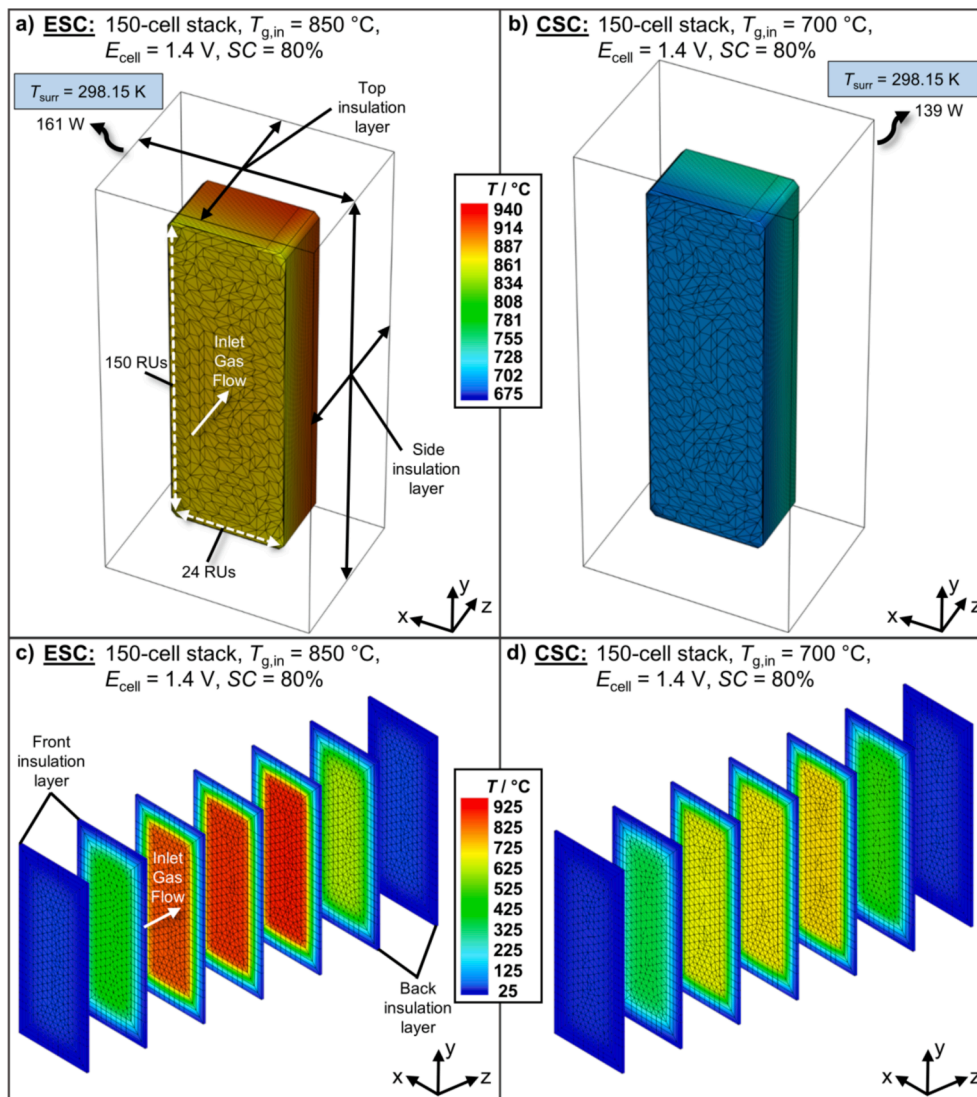 a) ESC: 150-cell stack, Tg,in = 850 °C,
Ecell = 1.4 V, SC = 80%
Tsurr = 298.15 K
161 W
Top
insulation
layer
150 RUs
Inlet
Gas
Flow
24 RUs
Side
insulation
layer
y
x
z
T / °C
940
914
887
861
834
808
781
755
728
702
675
b) CSC: 150-cell stack, Tg,in = 700 °C,
Ecell = 1.4 V, SC = 80%
Tsurr = 298.15 K
139 W
y
x
z
c) ESC: 150-cell stack, Tg,in = 850 °C,
Ecell = 1.4 V, SC = 80%
Front
insulation
layer
Inlet
Gas
Flow
Back
insulation
layer
y
x
z
T / °C
925
825
725
625
525
425
325
225
125
25
d) CSC: 150-cell stack, Tg,in = 700 °C,
Ecell = 1.4 V, SC = 80%
y
x
z